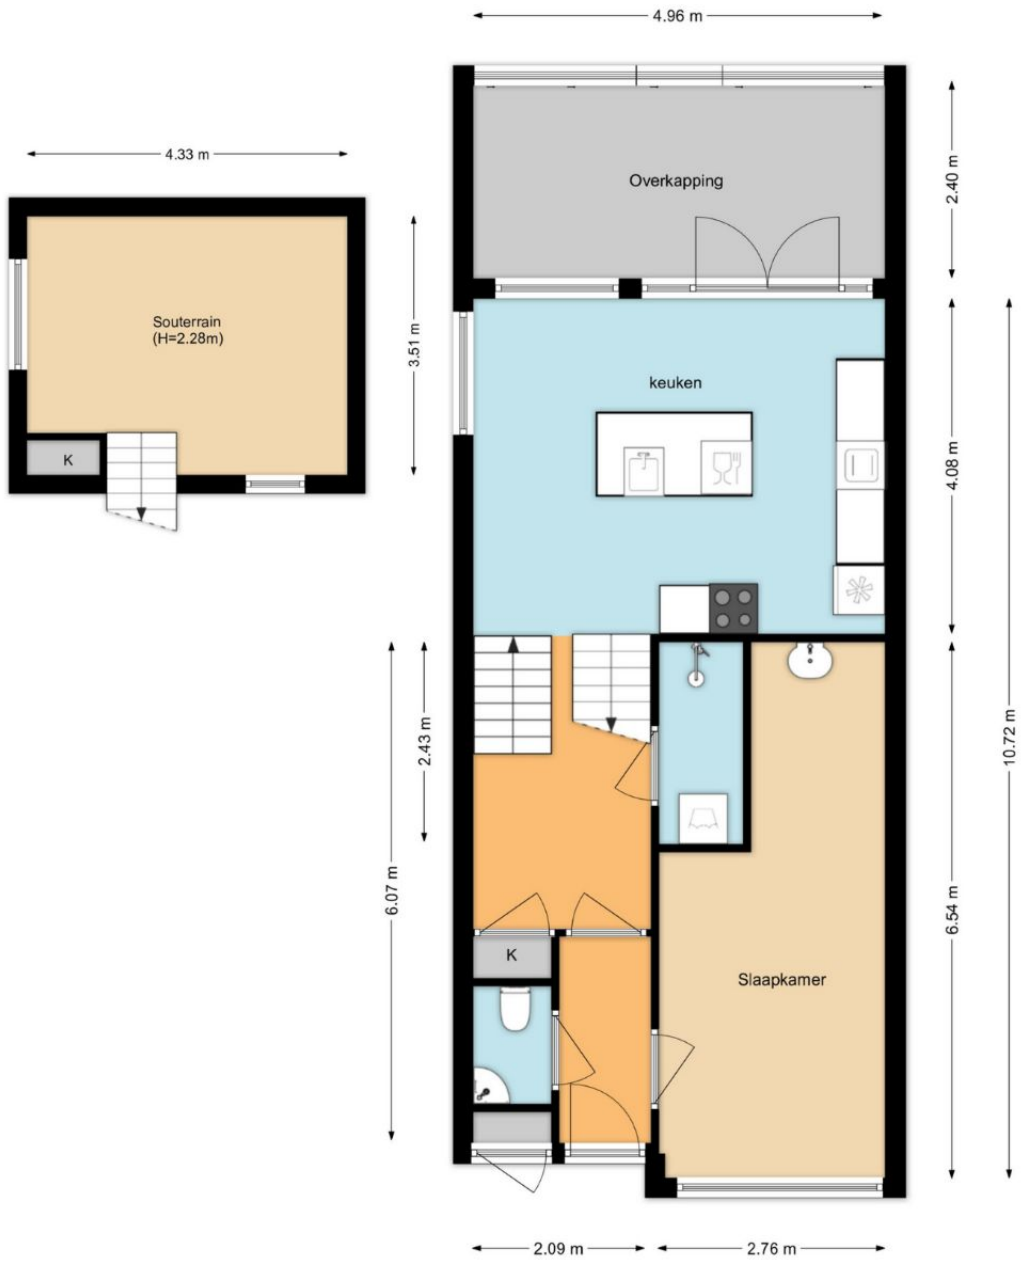 4.96 m
Overkapping
2.40 m
4.33 m
Souterrain
(H=2.28m)
K
3.51 m
keuken
4.08 m
10.72 m
2.43 m
6.07 m
6.54 m
K
Slaapkamer
2.09 m
2.76 m